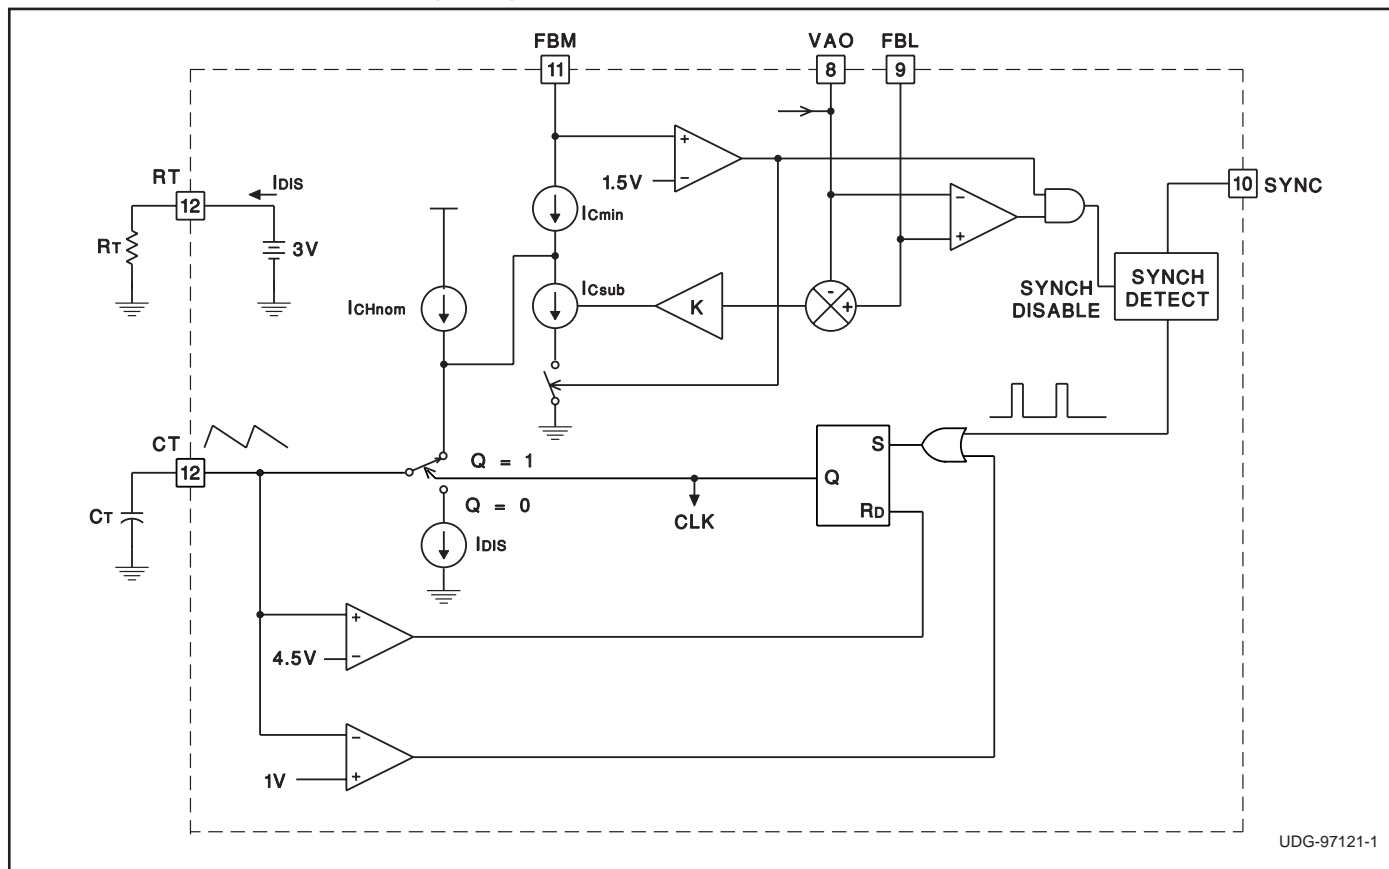 FBM
VAO
FBL
11
8
9
+
−
1.5V
RT
IDIS
12
10
SYNC
ICmin
−
+
RT
3V
SYNCH
DISABLE
SYNCH
DETECT
ICsub
K
-
+
ICHnom
CT
12
Q = 1
S
Q
RD
Q = 0
CLK
CT
IDIS
+
−
4.5V
−
+
1V
UDG-97121-1